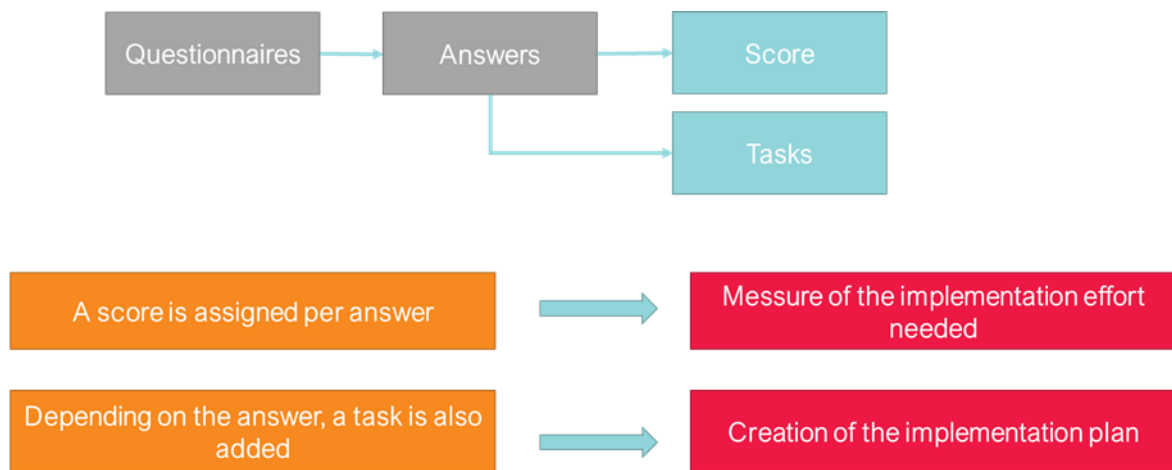 Questionnaires
Answers
Score
Tasks
A score is assigned per answer
Messure of the implementation effort
needed
Depending on the answer, a task is also
added
Creation of the implementation plan